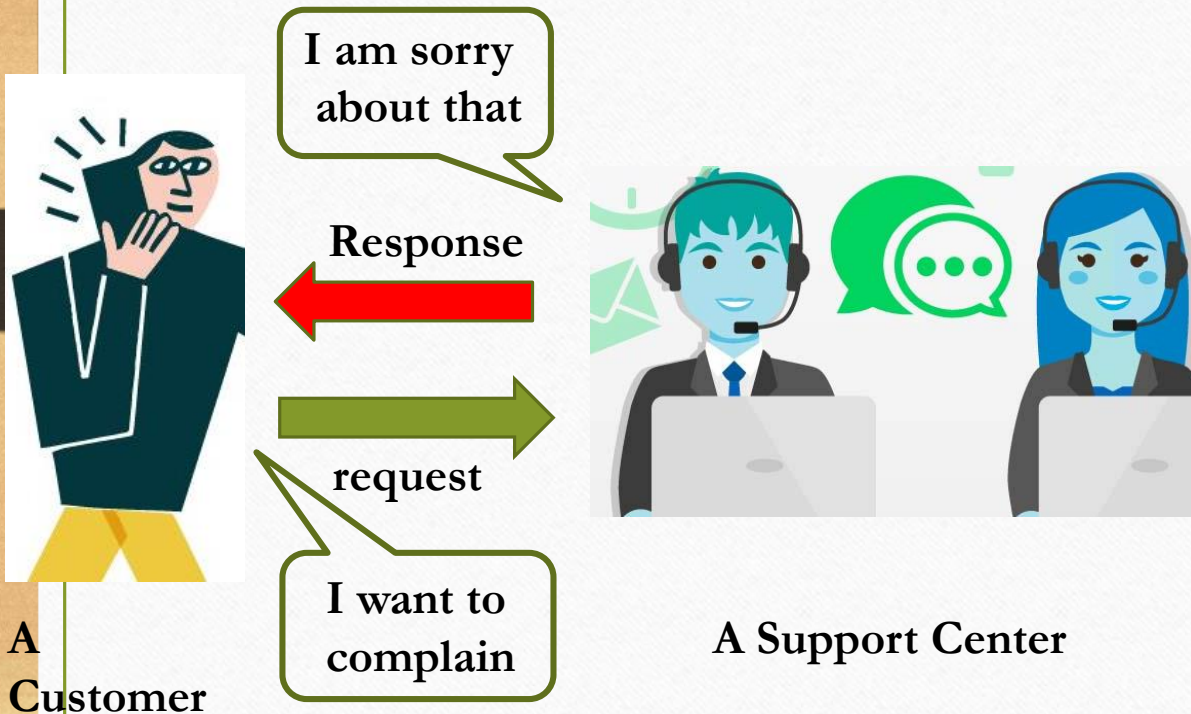 I am sorry
about that
Response
request
I want to
complain
A
Customer
A Support Center